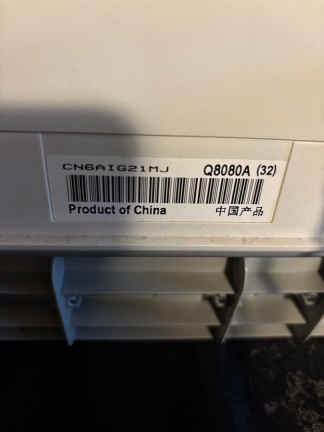 CN6AIG21MJ Q8080A (32)
Product of China 中国产品